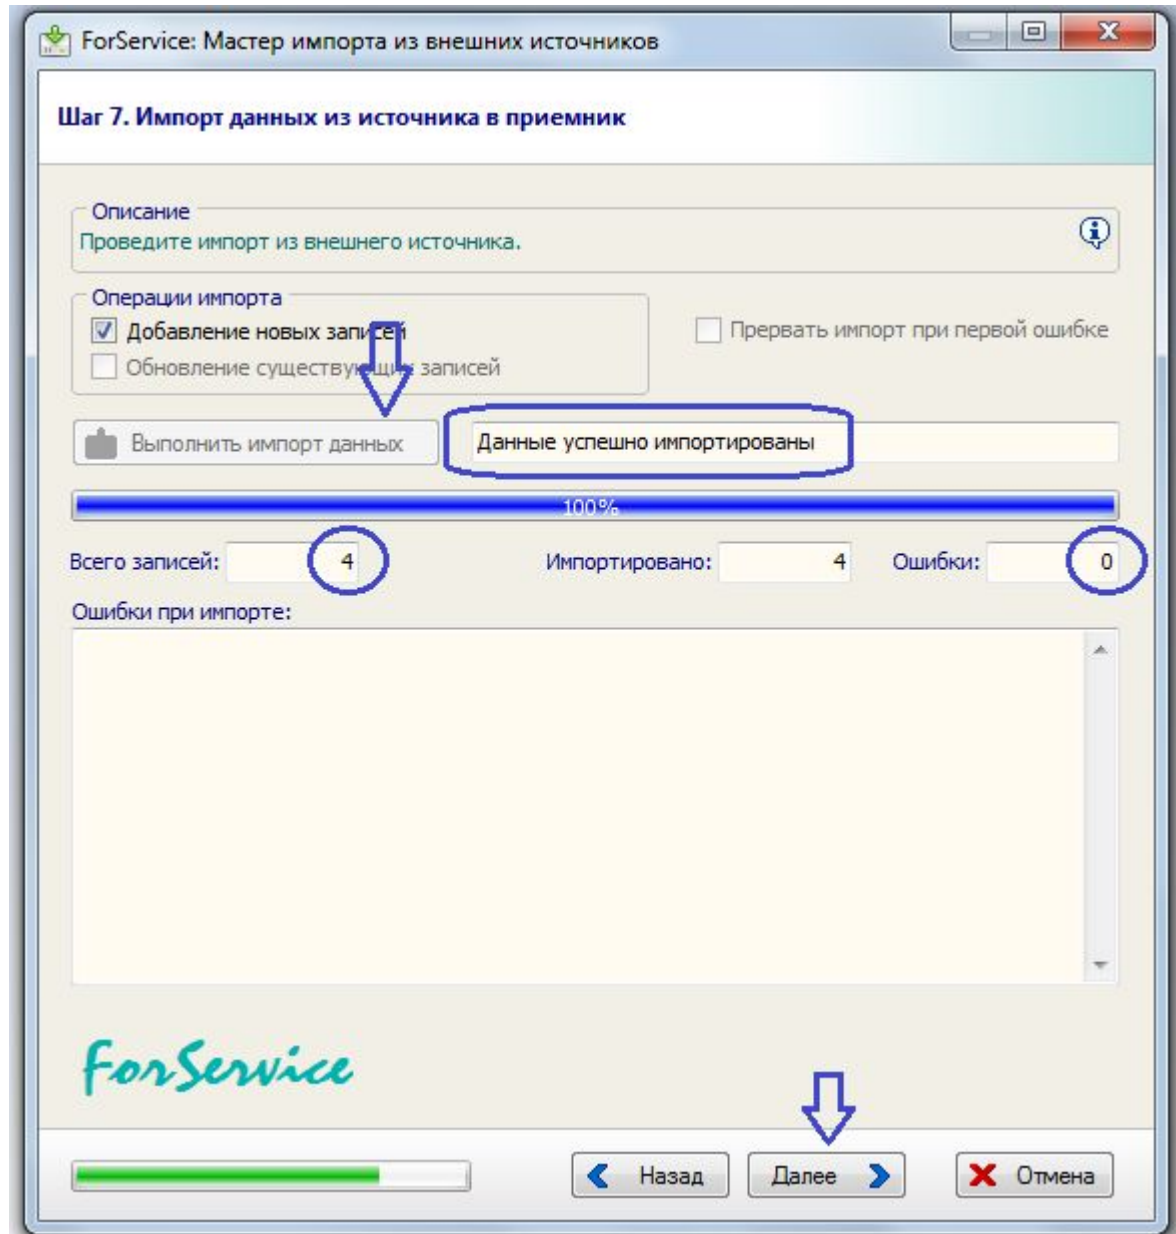 ForService: Мастер импорта из внешних источников
Шаг 7. Импорт данных из источника в приемник
Описание
Проведите импорт из внешнего источника.
Операции импорта
Добавление новых записей
Прервать импорт при первой ошибке
Обновление существующих записей
Выполнить импорт данных
Данные успешно импортированы
100%
Всего записей: 4 Импортировано: 4 Ошибки: 0
Ошибки при импорте:
ForService
Назад Далее Отмена